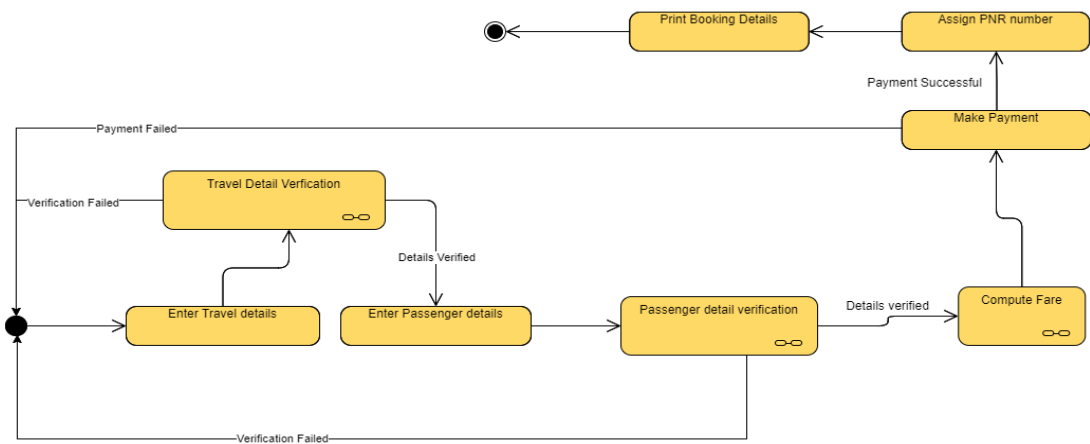 Print Booking Details
Assign PNR number
Payment Successful
Make Payment
Payment Failed
Travel Detail Verfication
Verification Failed
Details Verified
Enter Travel details
Enter Passenger details
Passenger detail verification
Details verified
Compute Fare
Verification Failed